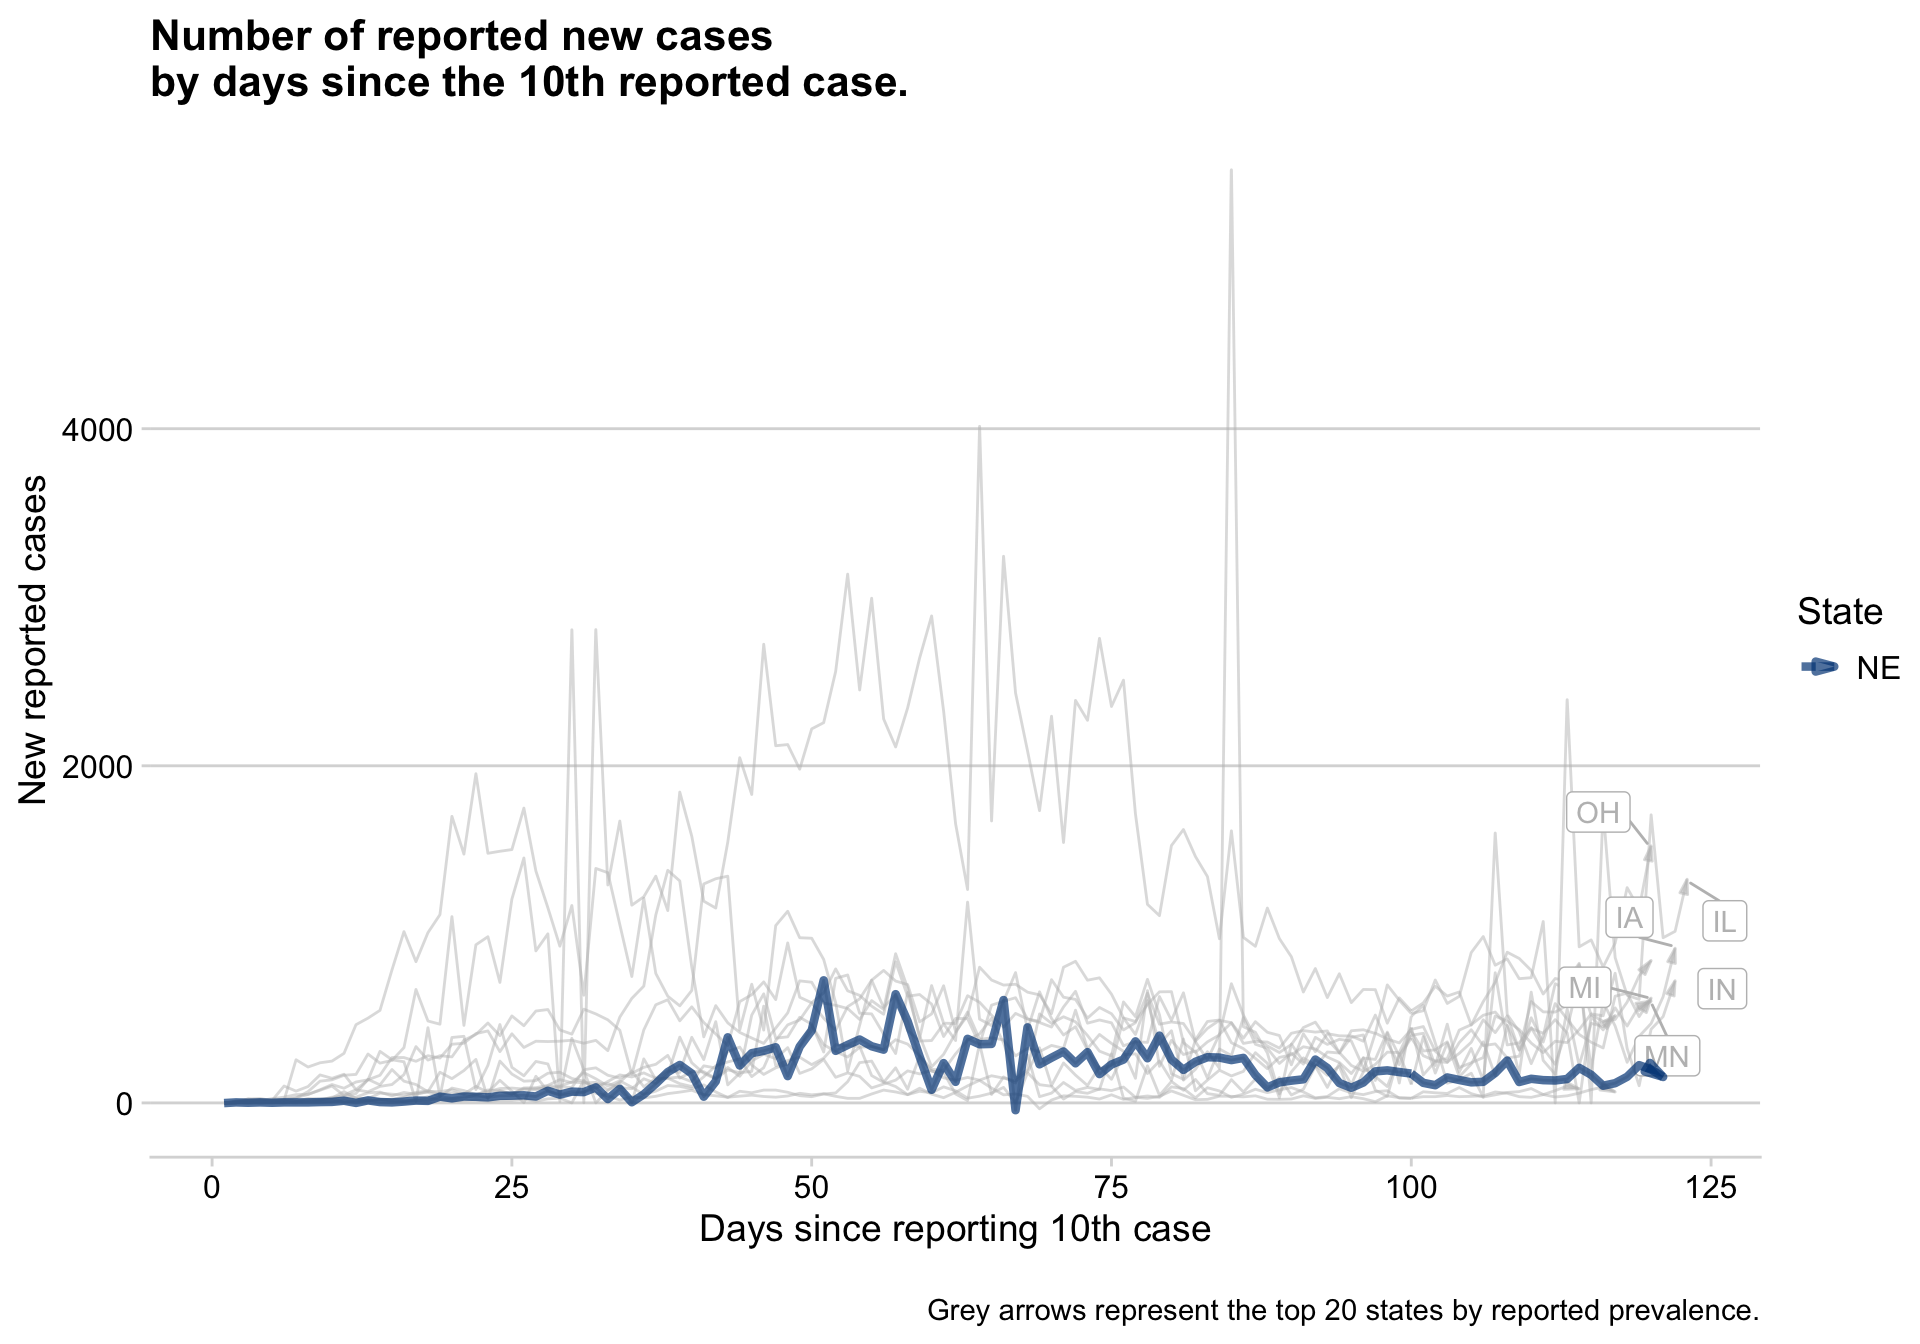 Number of reported new cases
by days since the 10th reported case.
New reported cases
4000
2000
0
OH
IA
IL
MI
IN
MN
State
NE
0 25 50 75 100 125
Days since reporting 10th case
Grey arrows represent the top 20 states by reported prevalence.